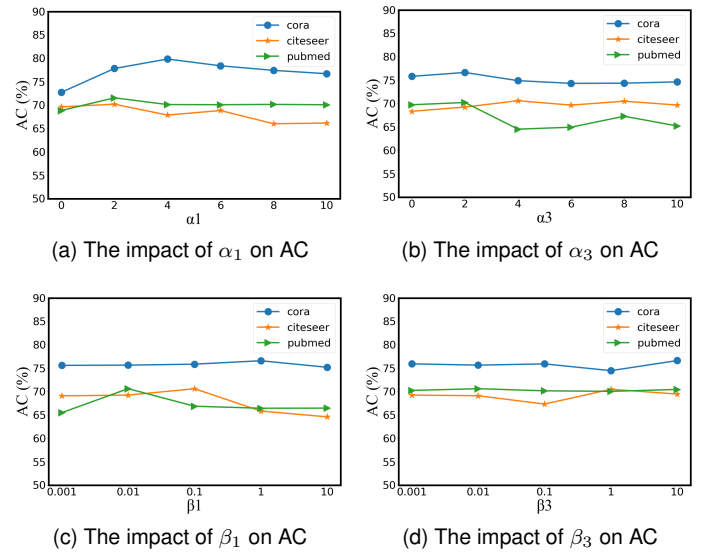 90
85
80
75
70
65
60
55
50
AC (%)
cora
citeseer
pubmed
0 2 4 6 8 10
α1
(a) The impact of α₁ on AC
90
85
80
75
70
65
60
55
50
AC (%)
cora
citeseer
pubmed
0 2 4 6 8 10
α3
(b) The impact of α₃ on AC
90
85
80
75
70
65
60
55
50
AC (%)
cora
citeseer
pubmed
0.001 0.01 0.1 1 10
β1
(c) The impact of β₁ on AC
90
85
80
75
70
65
60
55
50
AC (%)
cora
citeseer
pubmed
0.001 0.01 0.1 1 10
β3
(d) The impact of β₃ on AC